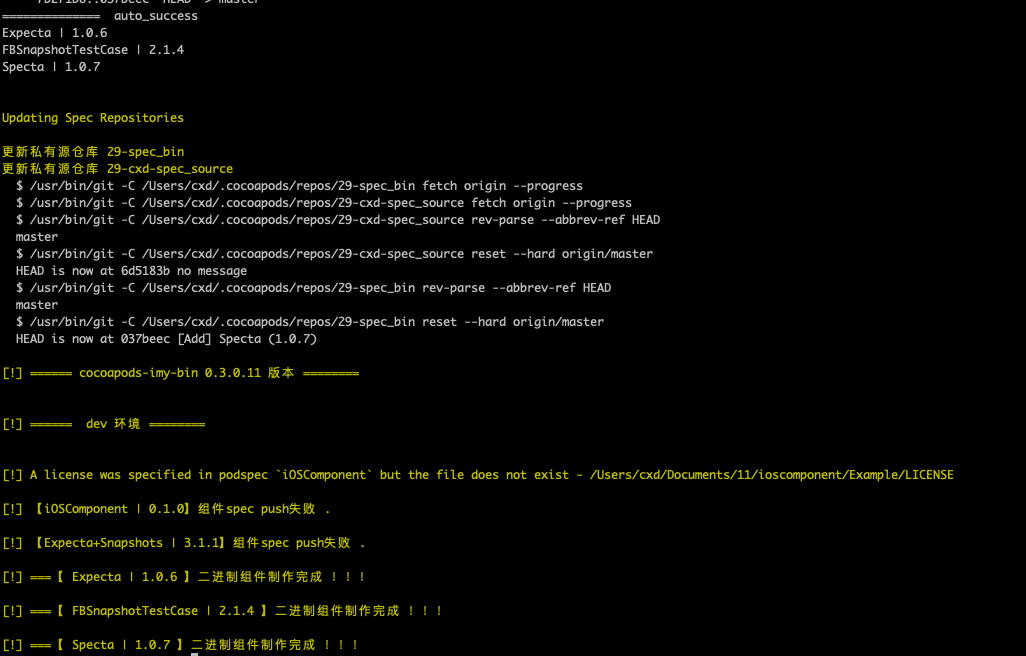 ============== auto_success
Expecta | 1.0.6
FBSnapshotTestCase | 2.1.4
Specta | 1.0.7
Updating Spec Repositories
更新私有源仓库 29-spec_bin
更新私有源仓库 29-cxd-spec_source
$ /usr/bin/git -C /Users/cxd/.cocoapods/repos/29-spec_bin fetch origin --progress
$ /usr/bin/git -C /Users/cxd/.cocoapods/repos/29-cxd-spec_source fetch origin --progress
$ /usr/bin/git -C /Users/cxd/.cocoapods/repos/29-cxd-spec_source rev-parse --abbrev-ref HEAD
master
$ /usr/bin/git -C /Users/cxd/.cocoapods/repos/29-cxd-spec_source reset --hard origin/master
HEAD is now at 6d5183b no message
$ /usr/bin/git -C /Users/cxd/.cocoapods/repos/29-spec_bin rev-parse --abbrev-ref HEAD
master
$ /usr/bin/git -C /Users/cxd/.cocoapods/repos/29-spec_bin reset --hard origin/master
HEAD is now at 037beec [Add] Specta (1.0.7)
[!] ====== cocoapods-imy-bin 0.3.0.11 版本 ========
[!] ====== dev 环境 ========
[!] A license was specified in podspec `iOSComponent` but the file does not exist - /Users/cxd/Documents/11/ioscomponent/Example/LICENSE
[!] 【iOSComponent | 0.1.0】组件spec push失败 .
[!] 【Expecta+Snapshots | 3.1.1】组件spec push失败 .
[!] ===【 Expecta | 1.0.6 】二进制组件制作完成 ！！！
[!] ===【 FBSnapshotTestCase | 2.1.4 】二进制组件制作完成 ！！！
[!] ===【 Specta | 1.0.7 】二进制组件制作完成 ！！！